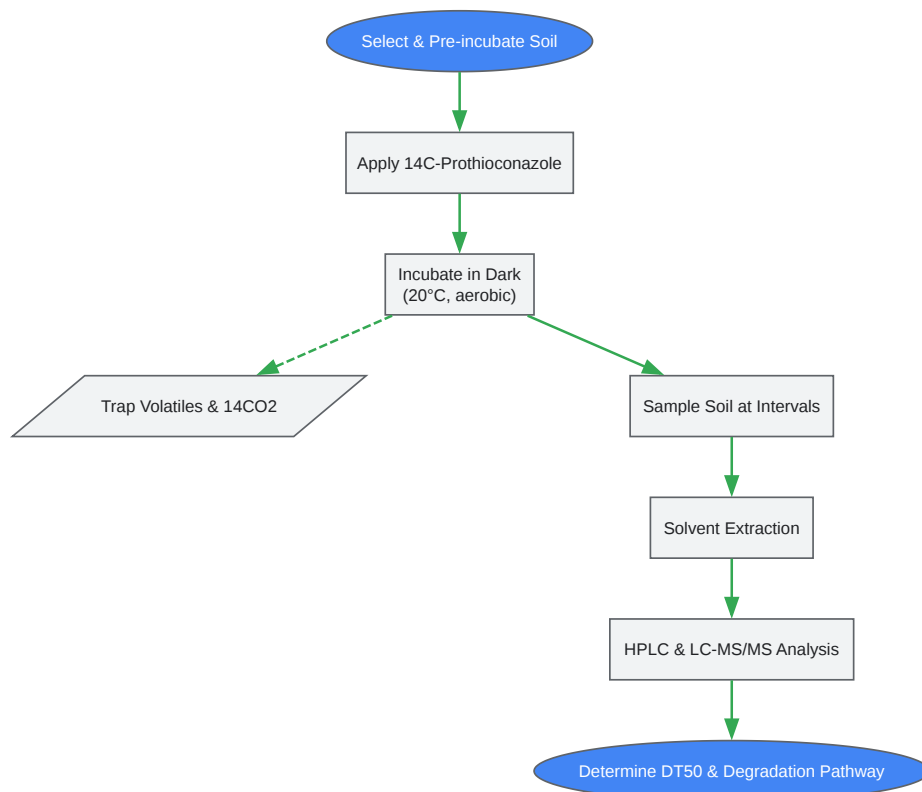 Select & Pre-incubate Soil
Apply 14C-Prothioconazole
Incubate in Dark
(20°C, aerobic)
Trap Volatiles & 14CO2
Sample Soil at Intervals
Solvent Extraction
HPLC & LC-MS/MS Analysis
Determine DT50 & Degradation Pathway